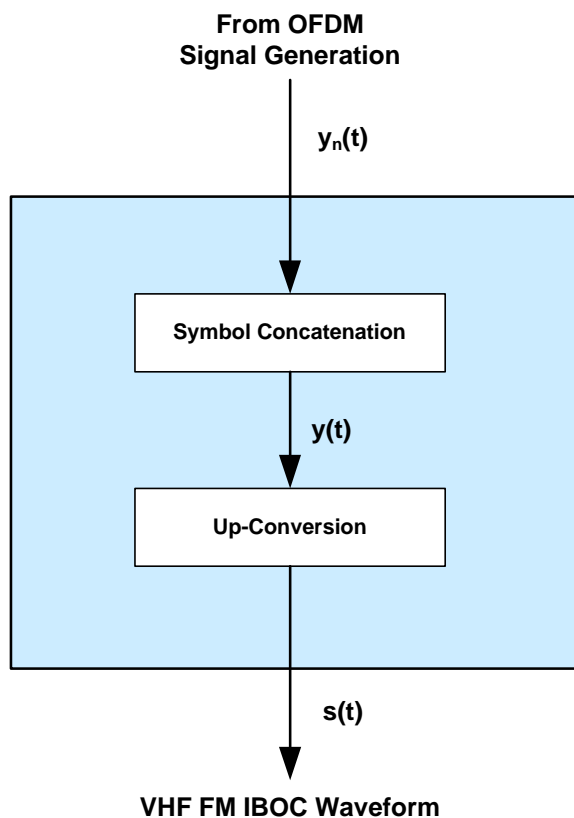 From OFDM
Signal Generation
yn(t)
Symbol Concatenation
y(t)
Up-Conversion
s(t)
VHF FM IBOC Waveform